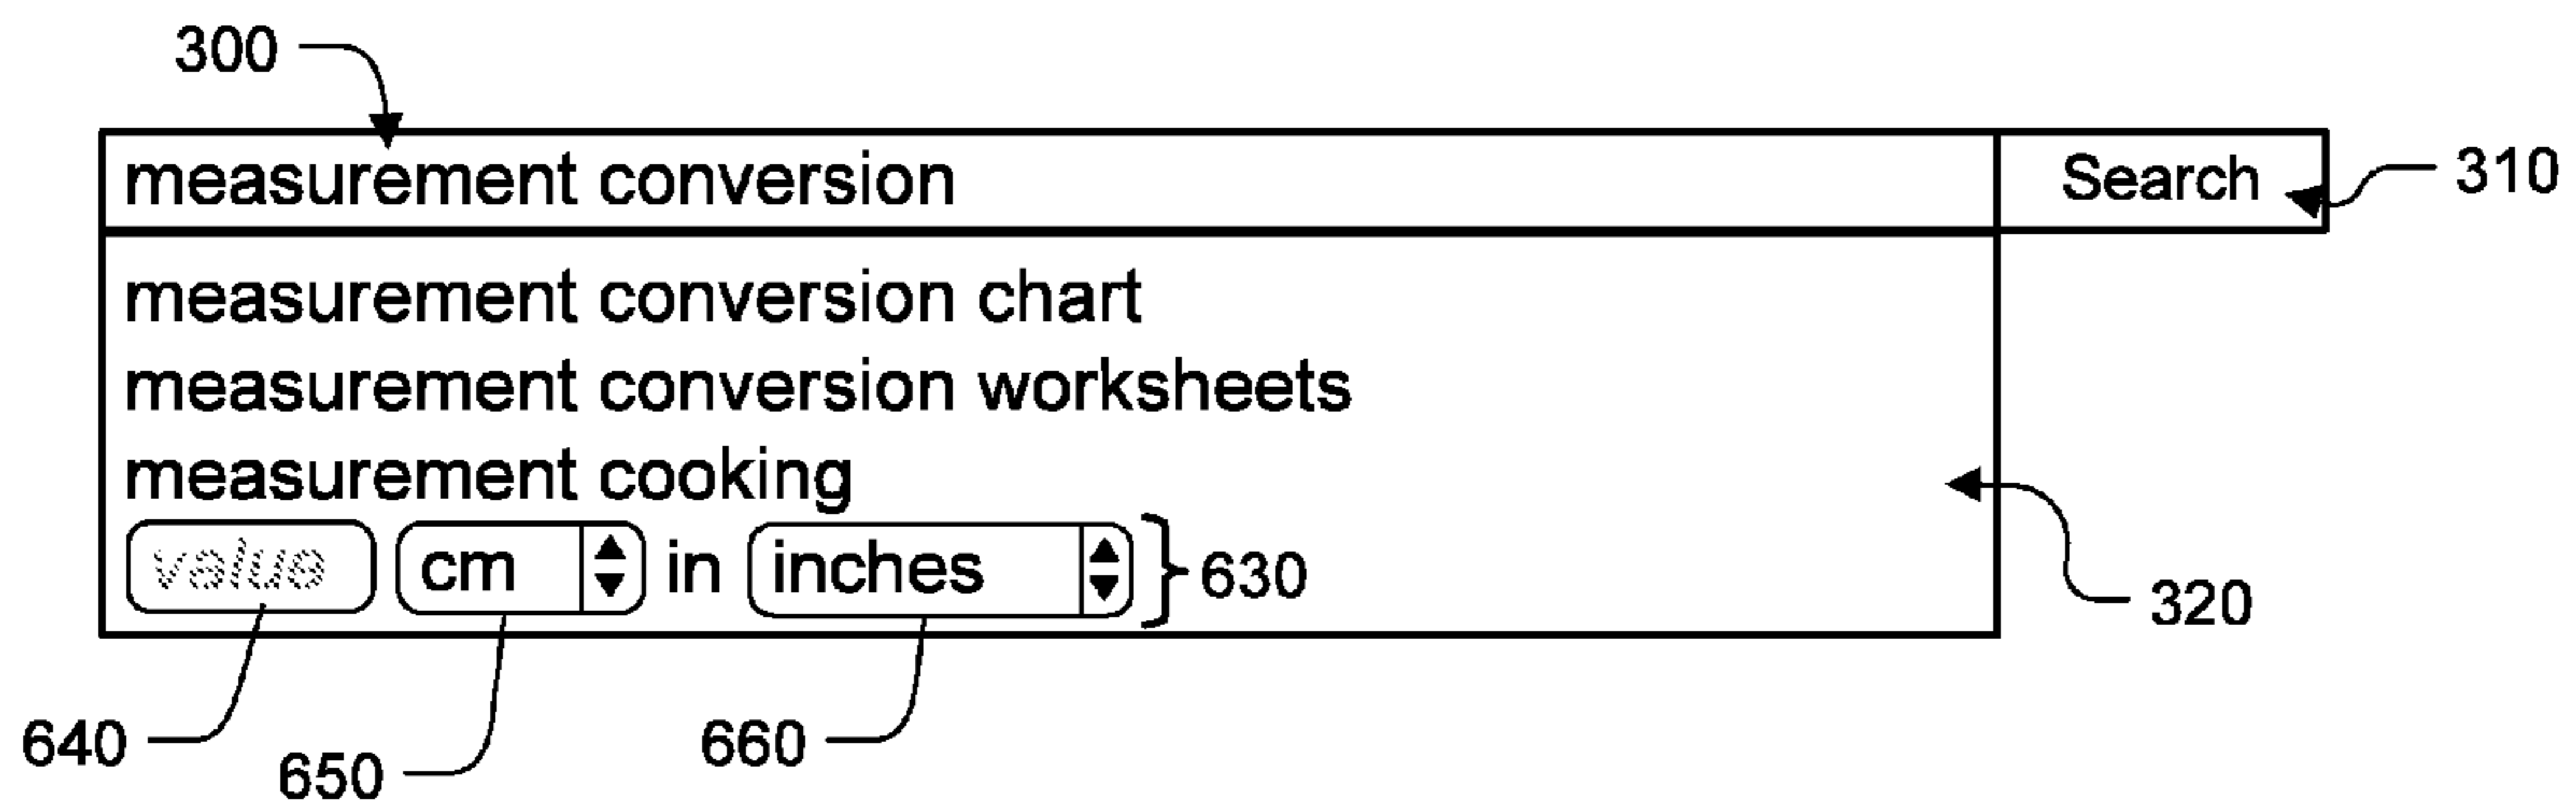 300
measurement conversion Search 310
measurement conversion chart
measurement conversion worksheets
measurement cooking
value cm in inches 630
320
640 650 660